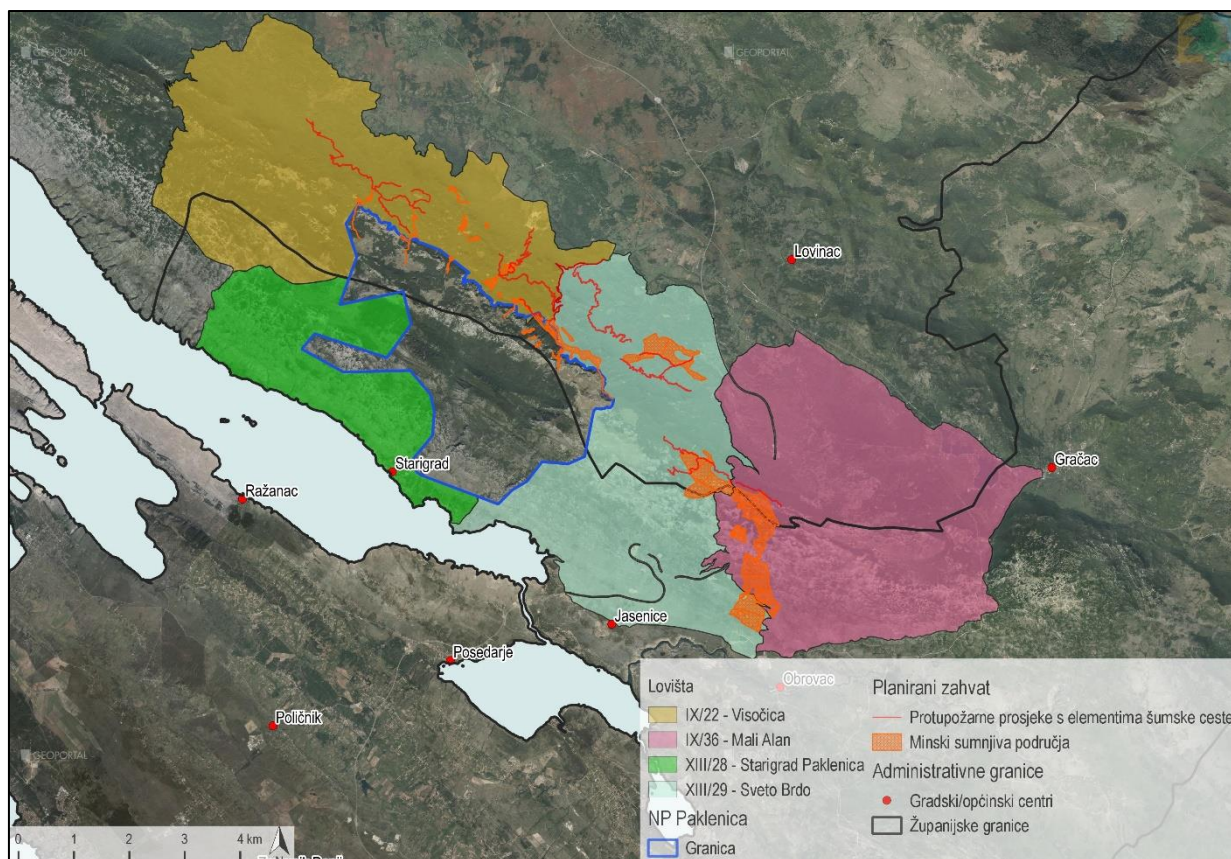 GEOPORTAL
GEOPORTAL
Lovinac
Gračac
Starigrad
Ražanac
Jasenice
Posedarje
Obrovac
Poličnik
GEOPORTAL
Lovišta
IX/22 - Visočica
IX/36 - Mali Alan
XIII/28 - Starigrad Paklenica
XIII/29 - Sveto Brdo
NP Paklenica
Granica
Planirani zahvat
Protupožarne prosjeke s elementima šumske ceste
Minski sumnjiva područja
Administrativne granice
Gradski/općinski centri
Županijske granice
0 1 2 4 km